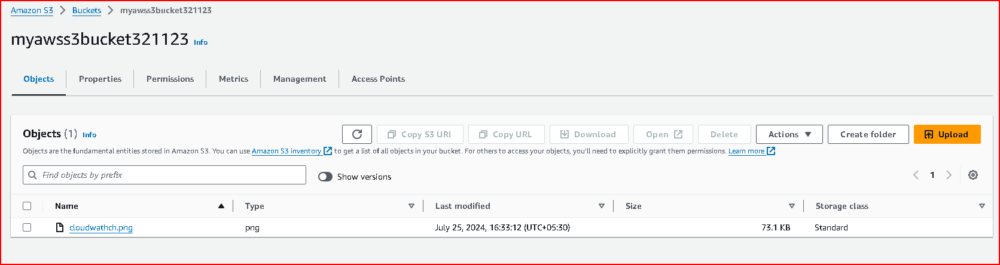 Amazon S3 > Buckets > myawss3bucket321123
myawss3bucket321123 Info
Objects Properties Permissions Metrics Management Access Points
Objects (1) Info Copy S3 URI Copy URL Download Open Delete Actions Create folder Upload
Objects are the fundamental entities stored in Amazon S3. You can use Amazon S3 inventory to get a list of all objects in your bucket. For others to access your objects, you'll need to explicitly grant them permissions. Learn more
Find objects by prefix Show versions 1
Name Type Last modified Size Storage class
cloudwathch.png png July 25, 2024, 16:33:12 (UTC+05:30) 73.1 KB Standard